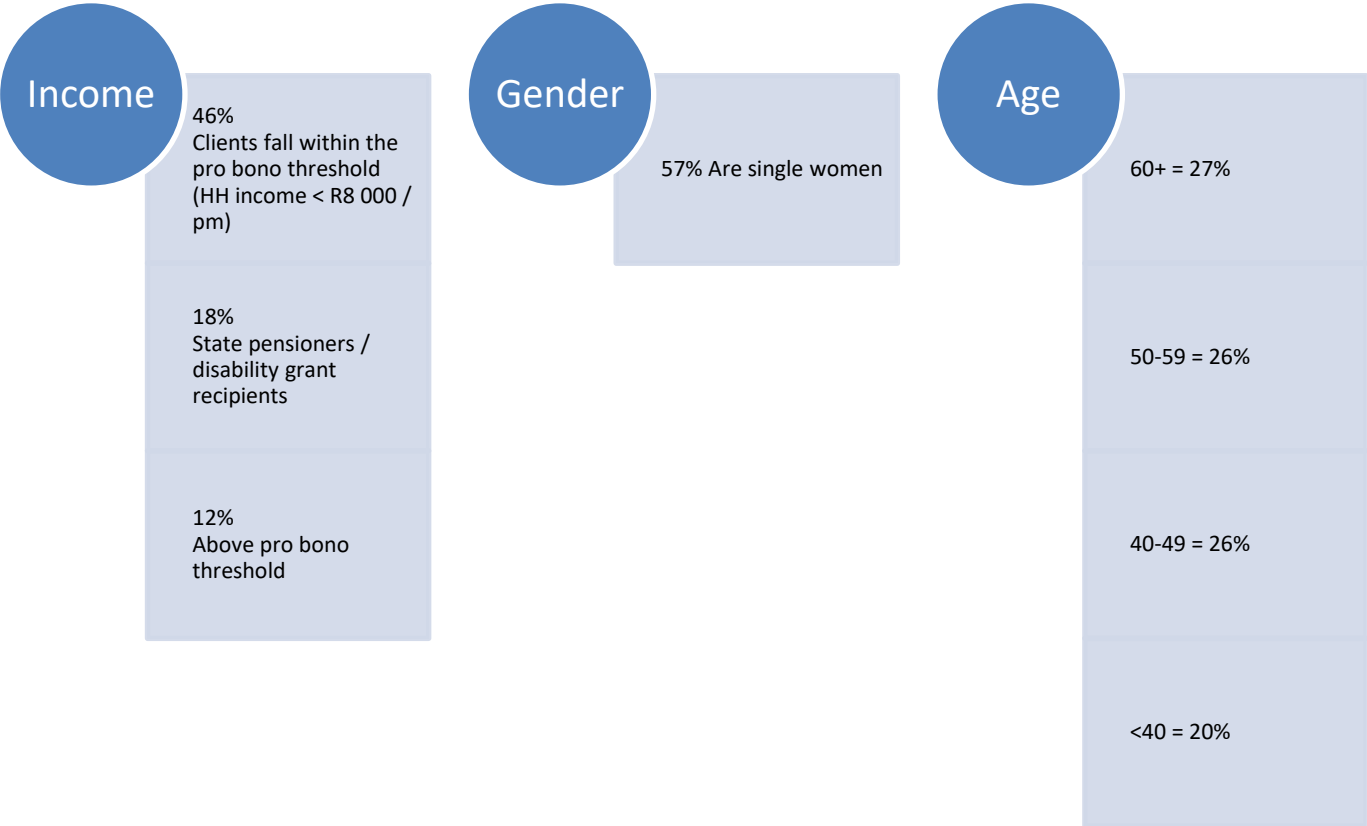 Income
46%
Clients fall within the
pro bono threshold
(HH income < R8 000 /
pm)
18%
State pensioners /
disability grant
recipients
12%
Above pro bono
threshold
Gender
57% Are single women
Age
60+ = 27%
50-59 = 26%
40-49 = 26%
<40 = 20%